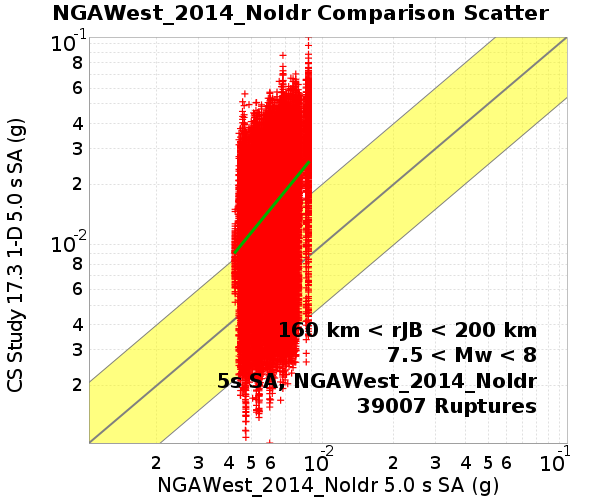 NGAWest_2014_NoIdr Comparison Scatter
10-1
8
6
4
3
2
10-2
8
6
4
3
2
CS Study 17.3 1-D 5.0 s SA (g)
160 km < rJB < 200 km
7.5 < Mw < 8
5s SA, NGAWest_2014_NoIdr
39007 Ruptures
2 3 4 5 6 10-2 2 3 4 5 6 10-1
NGAWest_2014_NoIdr 5.0 s SA (g)